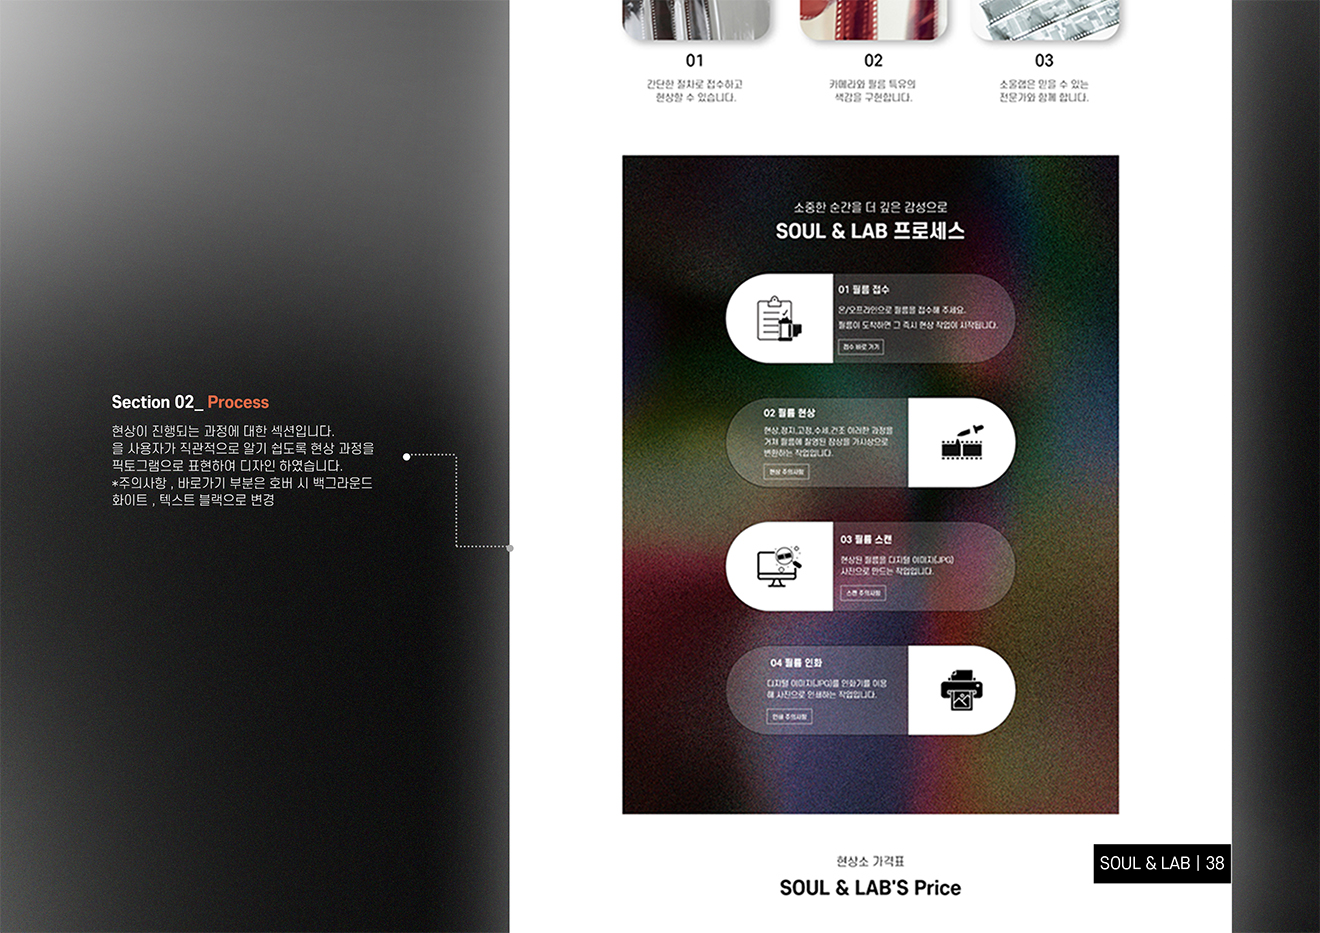 01
간단한 절차로 접수하고
현상할 수 있습니다.
02
카메라와 필름 특유의
색감을 구현합니다.
03
소울랩은 믿을 수 있는
전문가와 함께 합니다.
소중한 순간을 더 깊은 감성으로
SOUL & LAB 프로세스
01 필름 접수
온/오프라인으로 필름을 접수해 주세요.
필름이 도착하면 그 즉시 현상 작업이 시작됩니다.
접수 바로 가기
02 필름 현상
현상,정지,고정,수세,건조 이러한 과정을
거쳐 필름에 촬영된 잠상을 가시상으로
변환하는 작업입니다.
현상 주의사항
03 필름 스캔
현상된 필름을 디지털 이미지(JPG)
사진으로 만드는 작업입니다.
스캔 주의사항
04 필름 인화
디지털 이미지(JPG)를 인화기를 이용
해 사진으로 인쇄하는 작업입니다.
인쇄 주의사항
Section 02_ Process
현상이 진행되는 과정에 대한 섹션입니다.
을 사용자가 직관적으로 알기 쉽도록 현상 과정을
픽토그램으로 표현하여 디자인 하였습니다.
*주의사항 , 바로가기 부분은 호버 시 백그라운드
화이트 , 텍스트 블랙으로 변경
현상소 가격표
SOUL & LAB'S Price
SOUL & LAB | 38